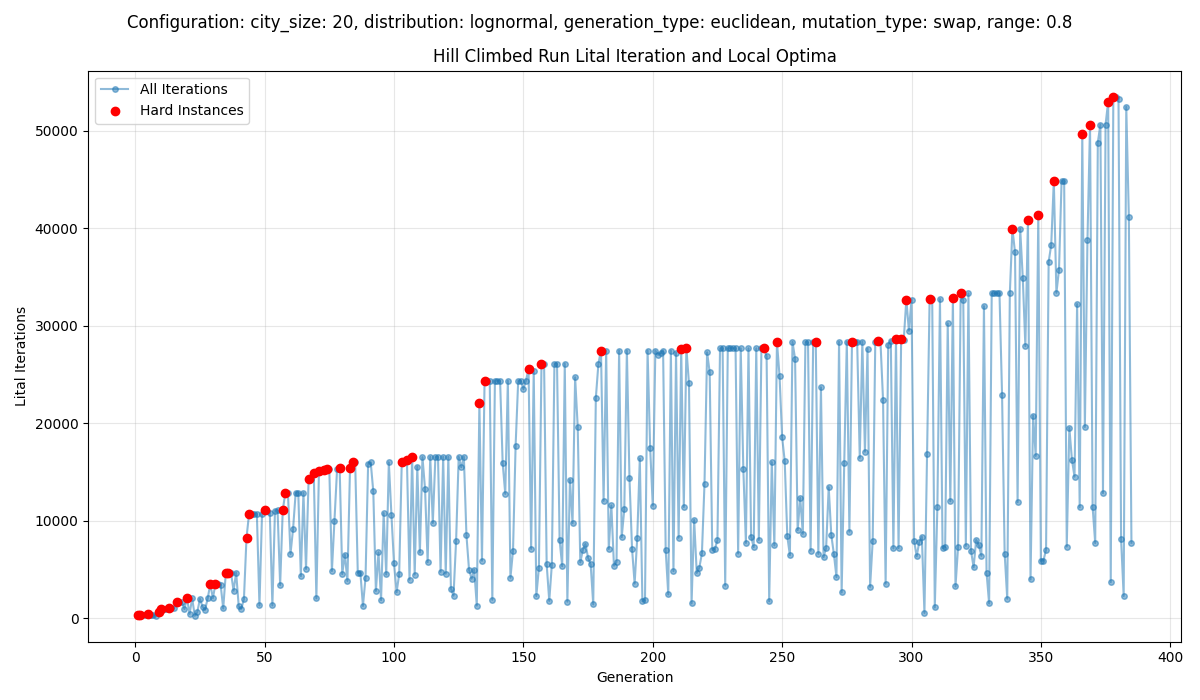 Configuration: city_size: 20, distribution: lognormal, generation_type: euclidean, mutation_type: swap, range: 0.8
Hill Climbed Run Lital Iteration and Local Optima
All Iterations
Hard Instances
Lital Iterations
50000
40000
30000
20000
10000
0
0 50 100 150 200 250 300 350 400
Generation